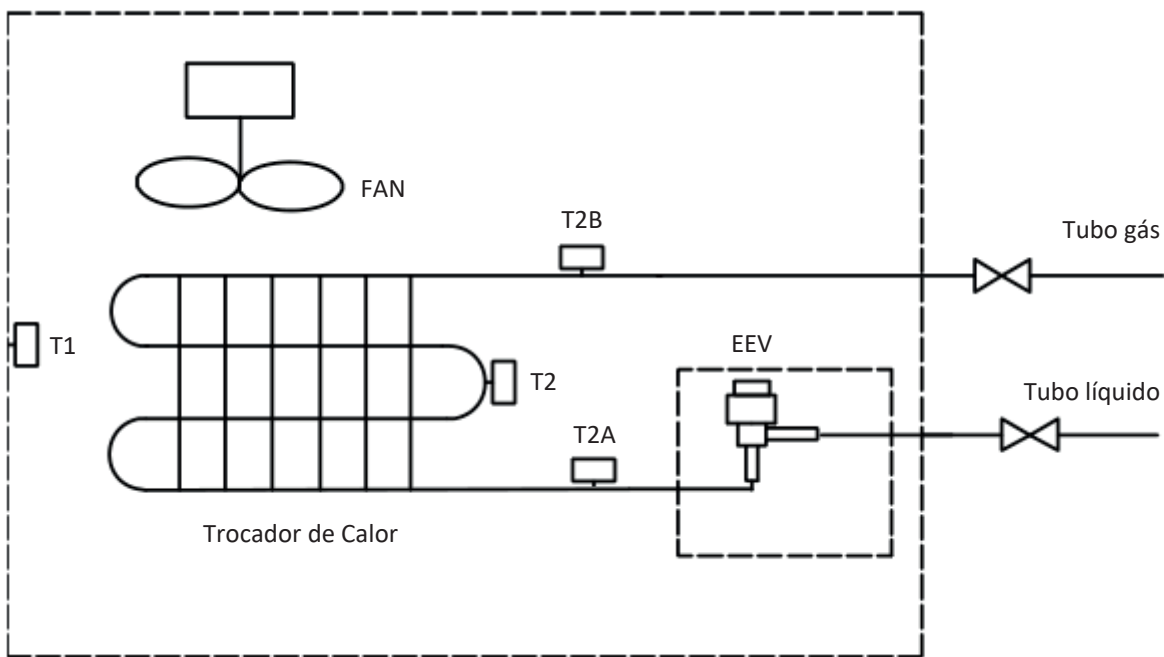 FAN
T2B
Tubo gás
T1
EEV
T2
Tubo líquido
T2A
Trocador de Calor